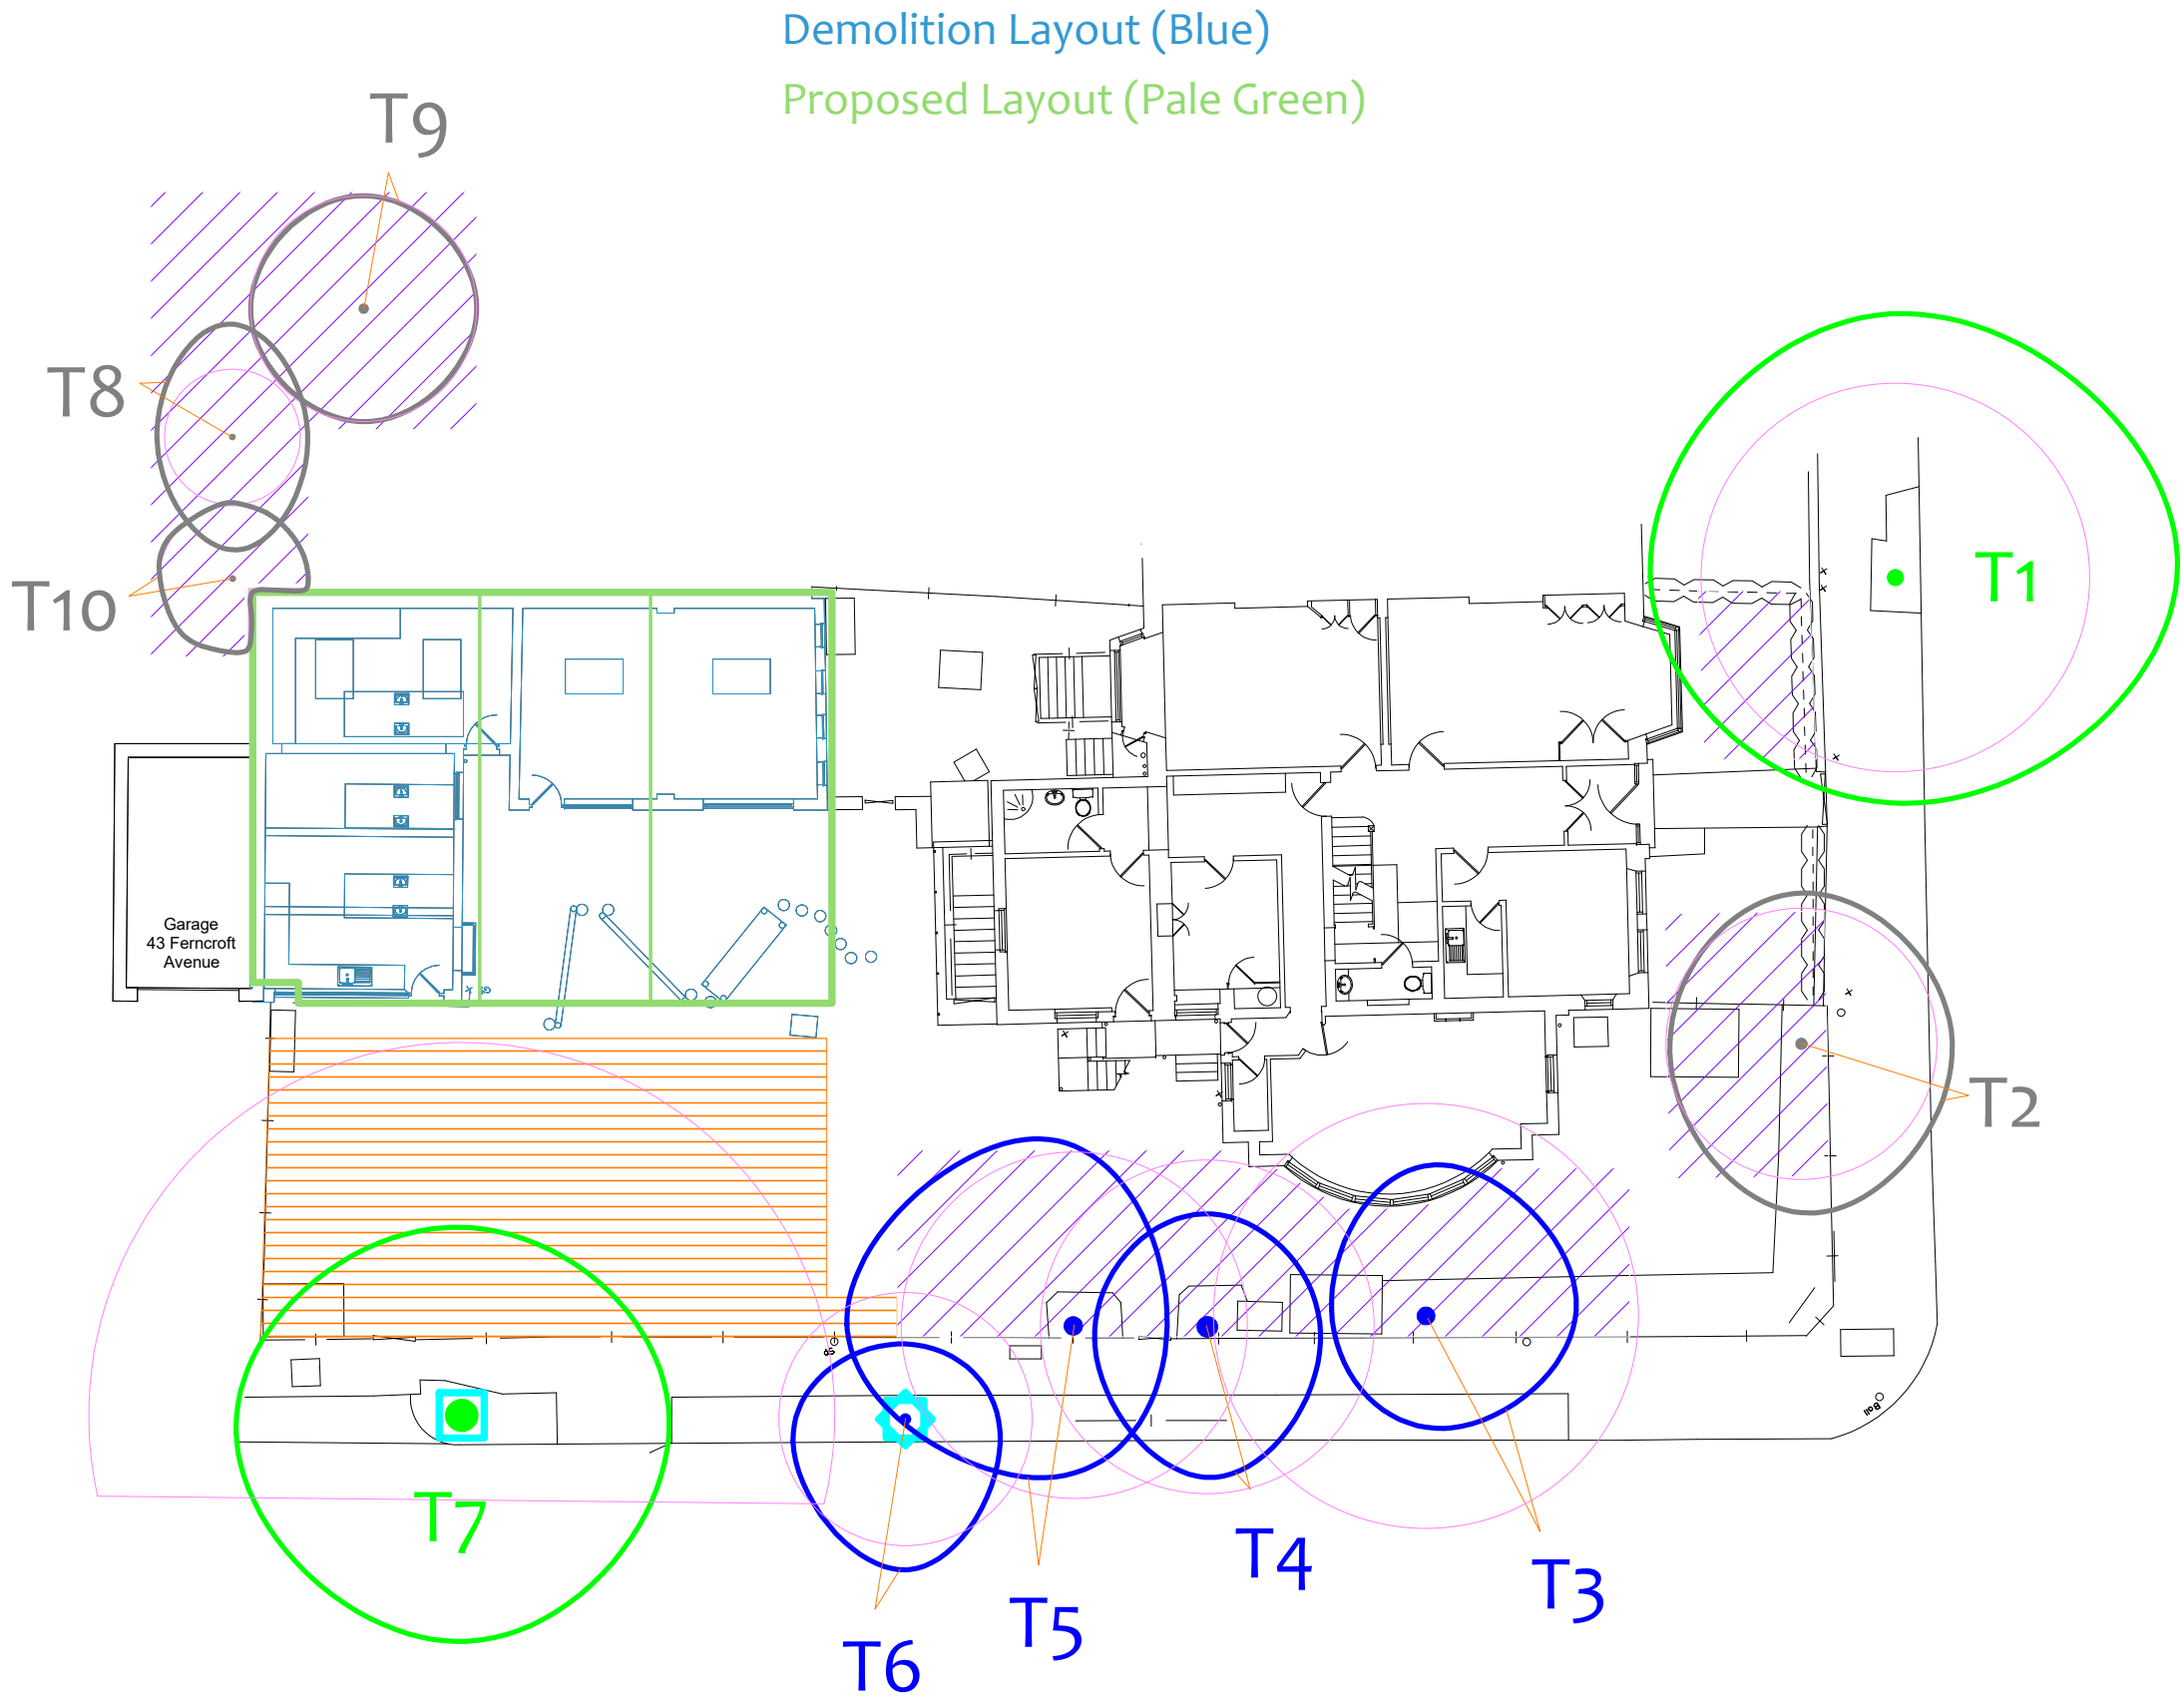 Demolition Layout (Blue)
Proposed Layout (Pale Green)
T9
T8
T10
T1
Garage
43 Ferncroft
Avenue
T2
T7
T4
T3
T5
T6
Boll